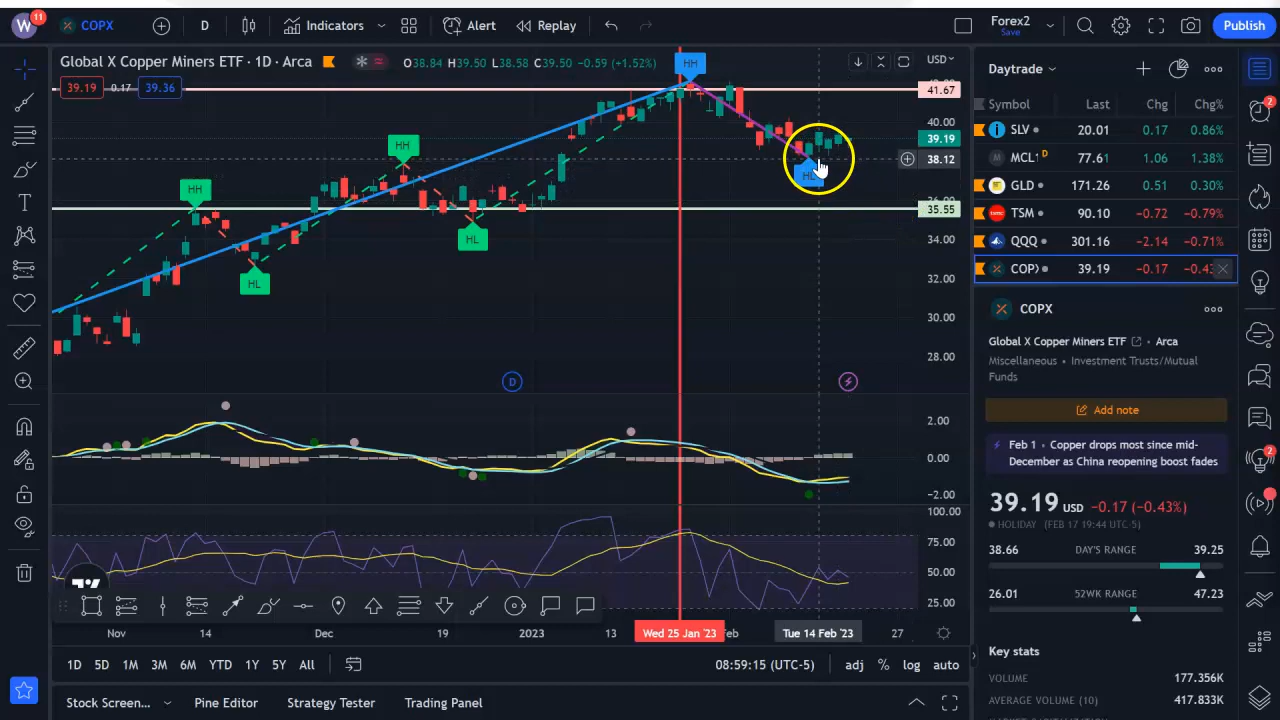 W 11 COPX D Indicators Alert Replay Forex2 Save Publish
Global X Copper Miners ETF · 1D · Arca O38.84 H39.50 L38.58 C39.50 −0.59 (+1.52%) USD
39.19 0.17 39.36
HH
41.67
40.00
39.19
38.12
35.55
34.00
32.00
30.00
28.00
HH
HH
HL
HL
D
2.00
0.00
−2.00
100.00
75.00
50.00
25.00
Nov 14 Dec 19 2023 13 Wed 25 Jan '23 Tue 14 Feb '23 27
1D 5D 1M 3M 6M YTD 1Y 5Y All 08:59:15 (UTC-5) adj % log auto
Stock Screen... Pine Editor Strategy Tester Trading Panel
Daytrade
Symbol Last Chg Chg%
SLV 20.01 0.17 0.86%
MCL1 D 77.61 1.06 1.38%
GLD 171.26 0.51 0.30%
TSM 90.10 −0.72 −0.79%
QQQ 301.16 −2.14 −0.71%
39.19 −0.17
COPX
Global X Copper Miners ETF · Arca
Miscellaneous • Investment Trusts/Mutual
Funds
Add note
Feb 1 • Copper drops most since mid-
December as China reopening boost fades
39.19 USD −0.17 (−0.43%)
HOLIDAY (FEB 17 19:44 UTC-5)
38.66 DAY'S RANGE 39.25
26.01 52WK RANGE 47.23
Key stats
VOLUME 177.356K
AVERAGE VOLUME (10) 417.833K
2
2